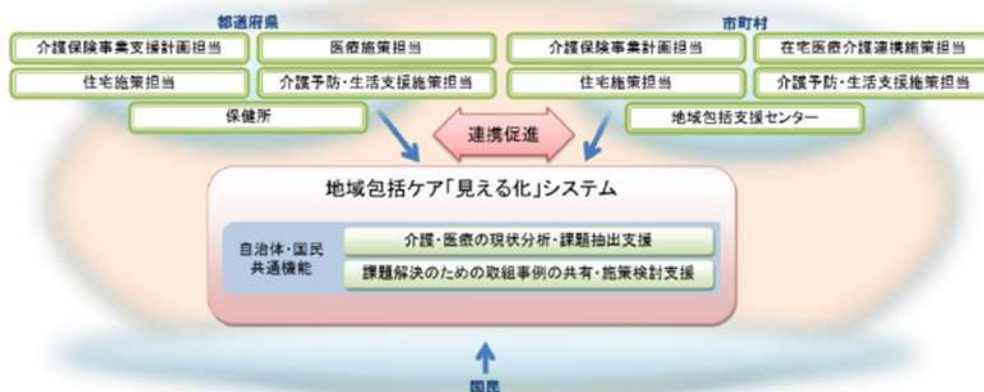 都道府県
市町村
介護保険事業支援計画担当
医療施策担当
介護保険事業計画担当
在宅医療介護連携施策担当
住宅施策担当
介護予防・生活支援施策担当
住宅施策担当
介護予防・生活支援施策担当
保健所
地域包括支援センター
連携促進
地域包括ケア「見える化」システム
自治体・国民
共通機能
介護・医療の現状分析・課題抽出支援
課題解決のための取組事例の共有・施策検討支援
国民